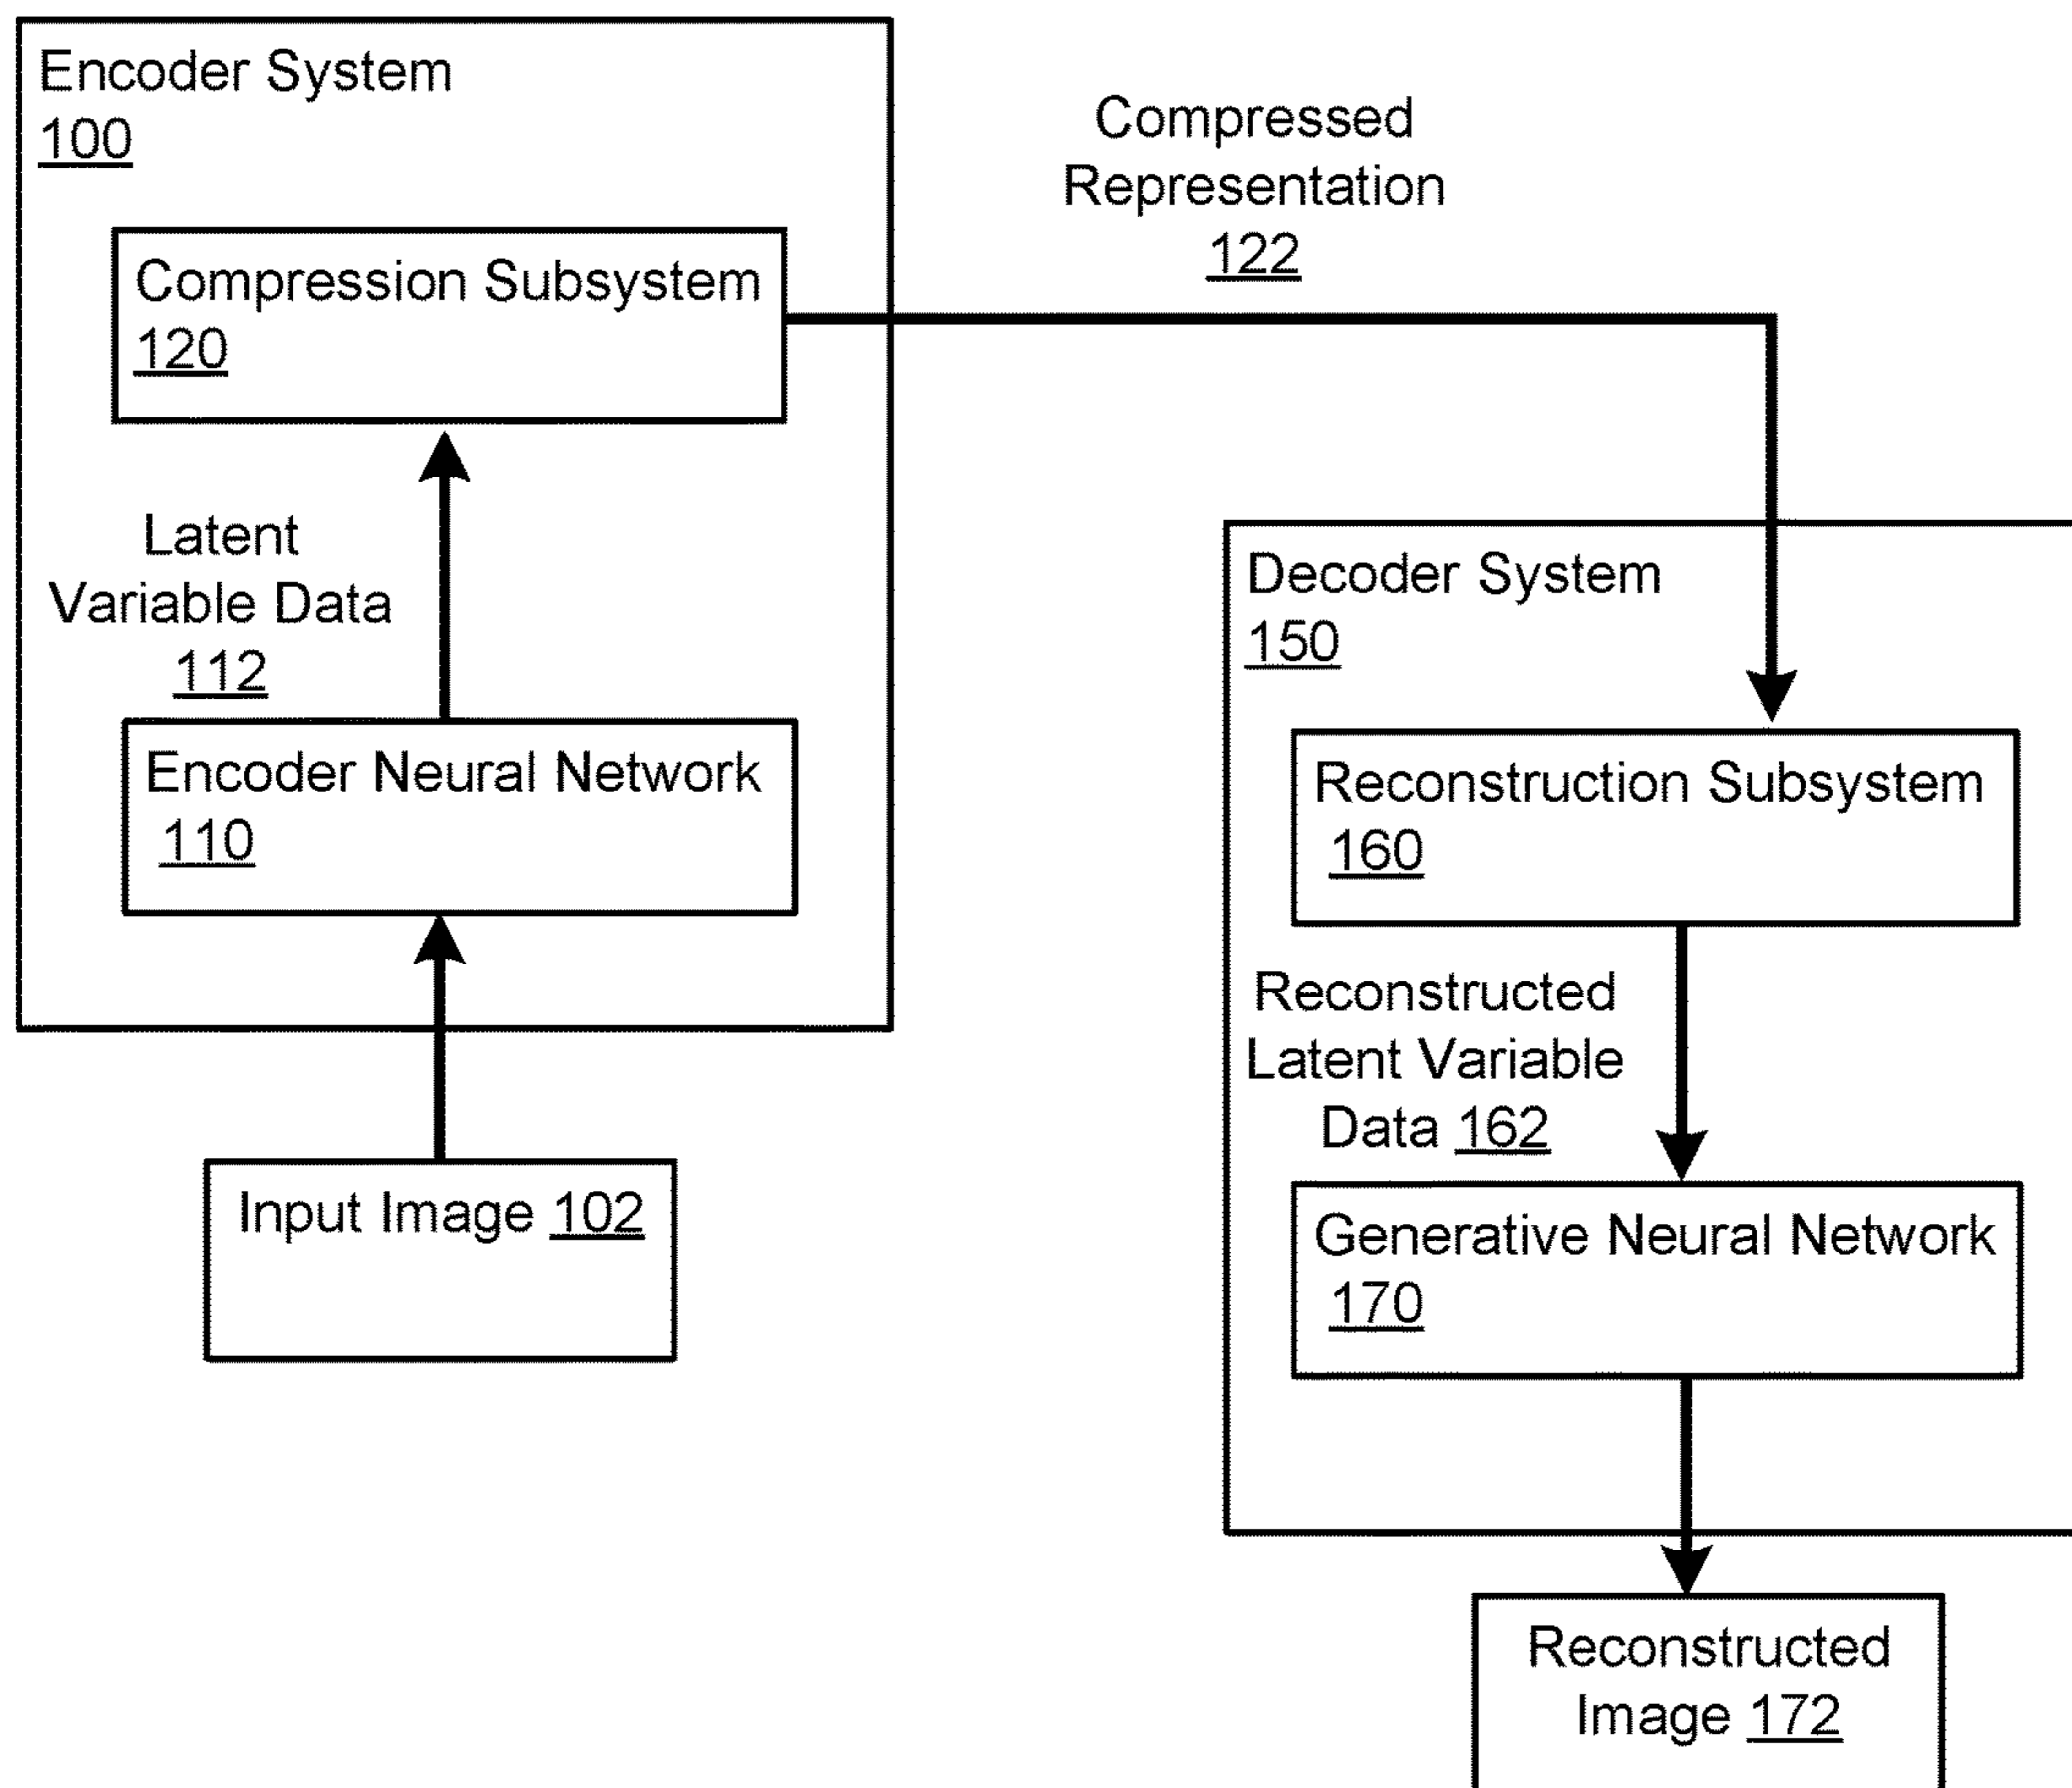 Encoder System
100
Compressed
Representation
122
Compression Subsystem
120
Latent
Variable Data
112
Encoder Neural Network
110
Input Image 102
Decoder System
150
Reconstruction Subsystem
160
Reconstructed
Latent Variable
Data 162
Generative Neural Network
170
Reconstructed
Image 172